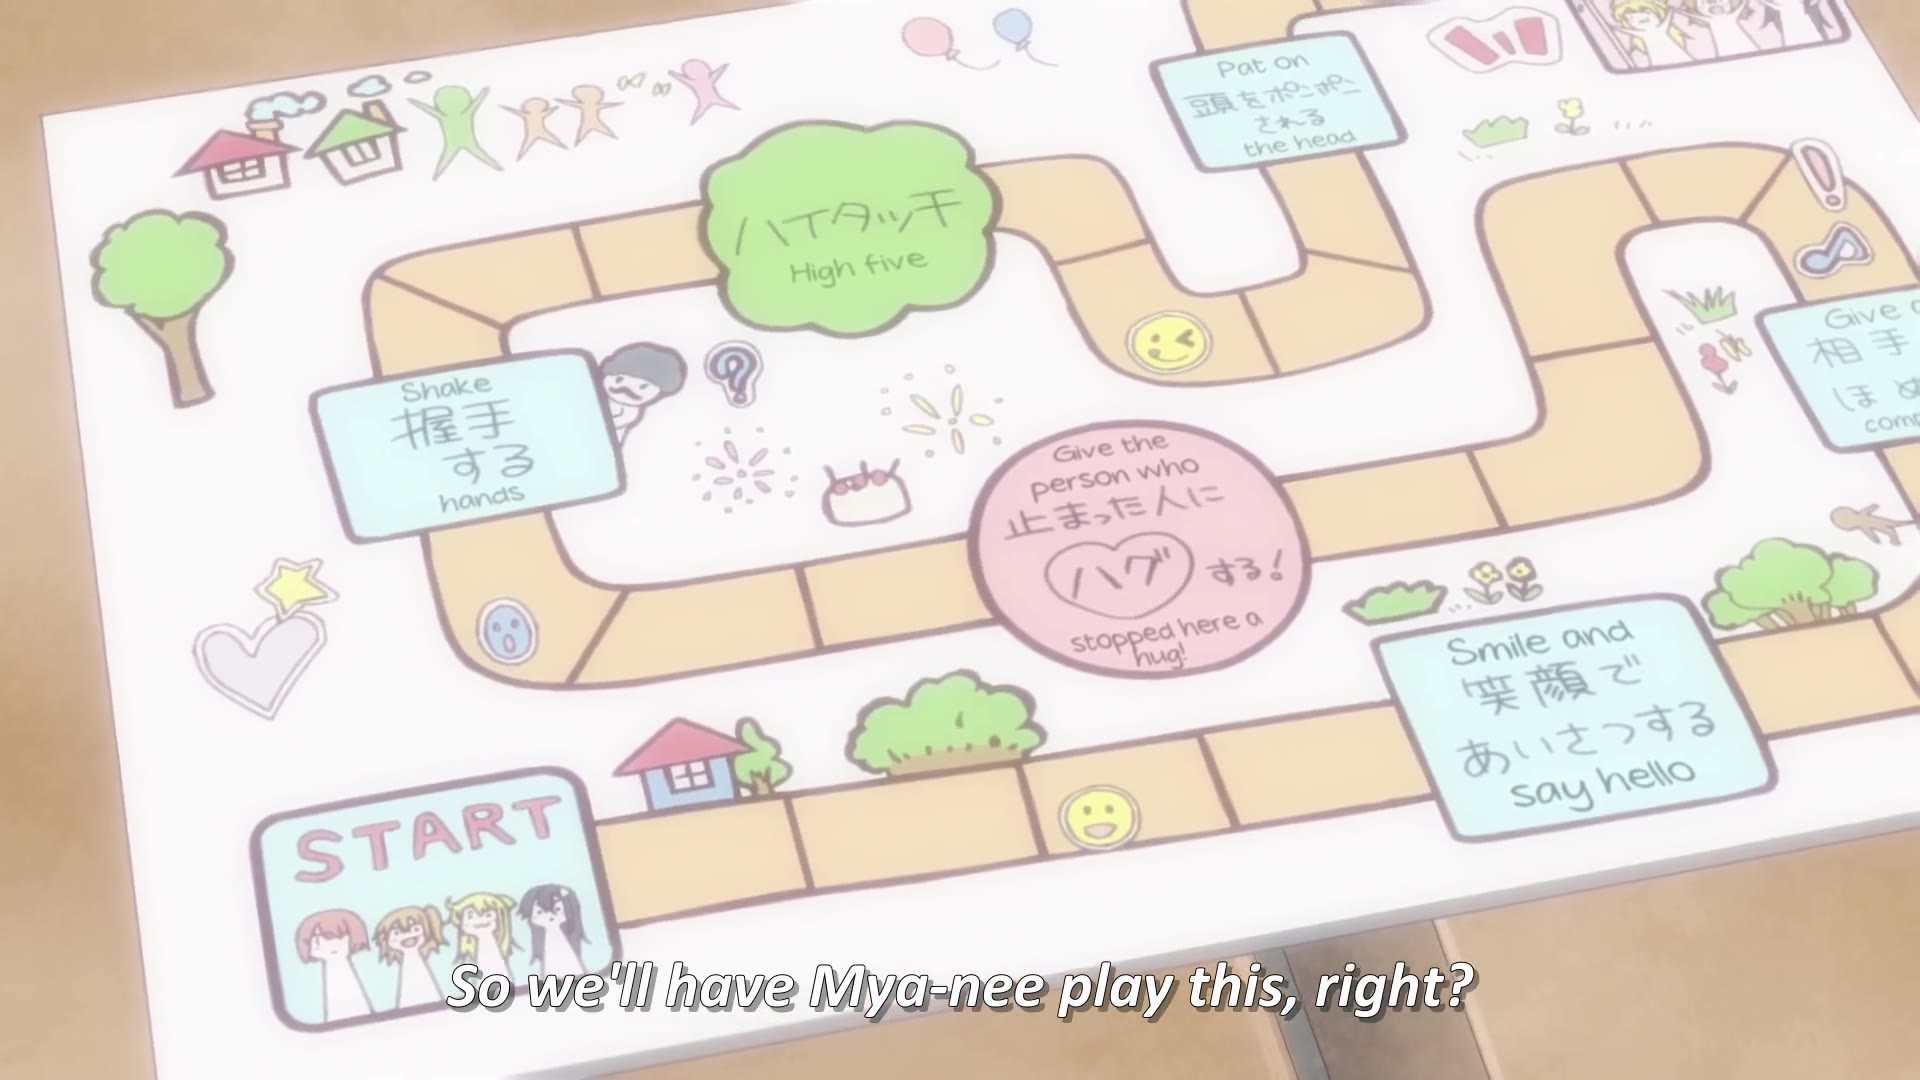 Pat on
頭をポンポン
される
the head
ハイタッチ
High five
Give
相手
ほめ
Shake
握手
する
hands
Give the
person who
止まった人に
ハグする!
stopped here a
hug!
Smile and
笑顔で
あいさつする
say hello
START
So we'll have Mya-nee play this, right?